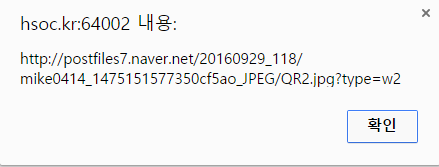 hsoc.kr:64002 내용:
http://postfiles7.naver.net/20160929_118/
mike0414_1475151577350cf5ao_JPEG/QR2.jpg?type=w2
확인